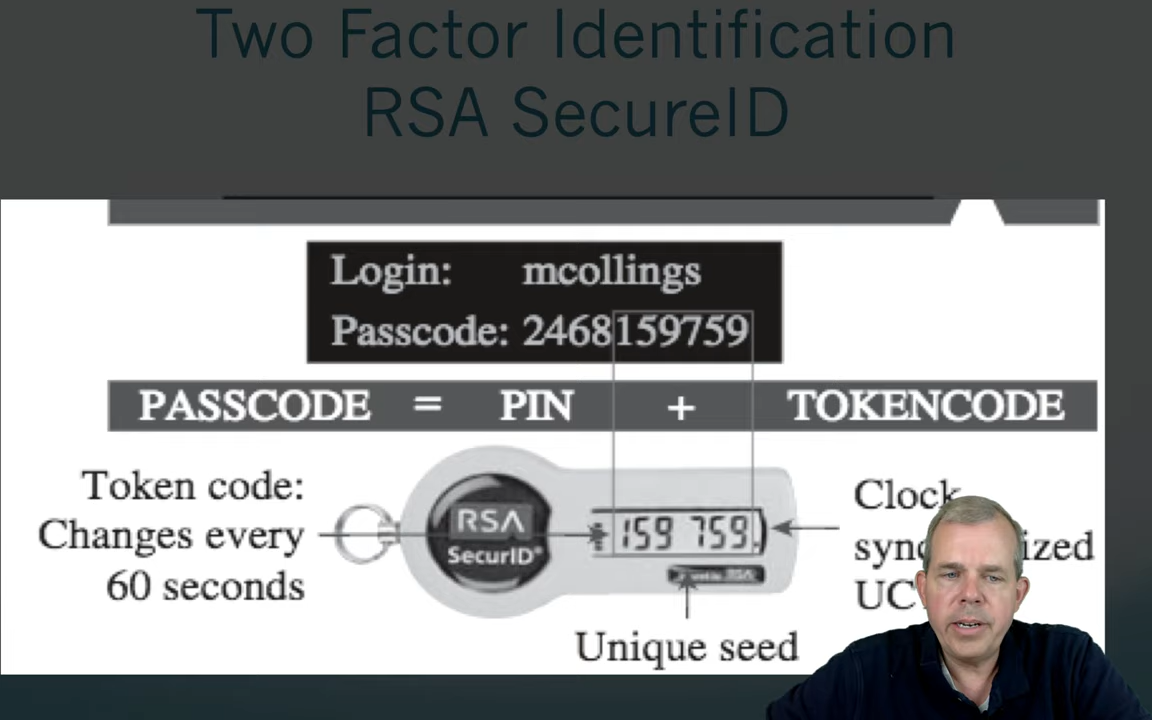 Two Factor Identification
RSA SecureID
Login: mcollings
Passcode: 2468159759
PASSCODE = PIN + TOKENCODE
Token code:
Changes every
60 seconds
RSA
SecurID®
159 759
Clock
UC
Unique seed